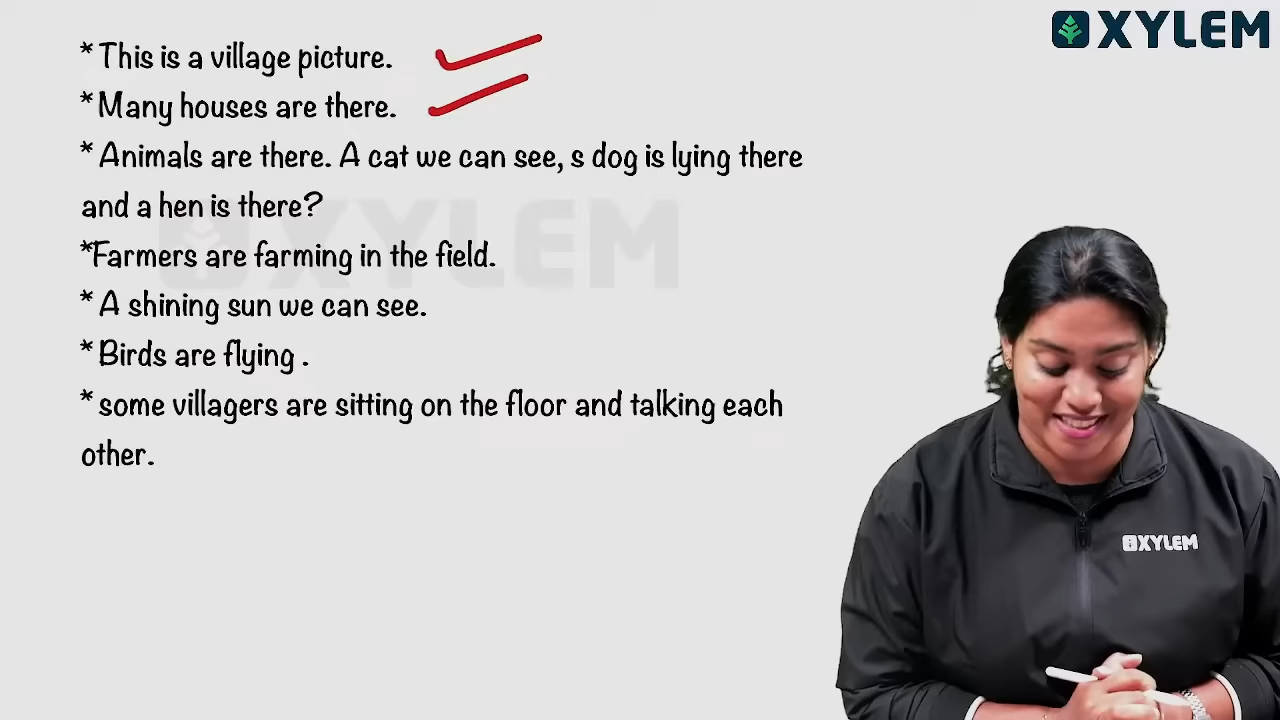 XYLEM
* This is a village picture.
* Many houses are there.
* Animals are there. A cat we can see, s dog is lying there
and a hen is there?
*Farmers are farming in the field.
* A shining sun we can see.
* Birds are flying .
* some villagers are sitting on the floor and talking each
other.
XYLEM
XYLEM